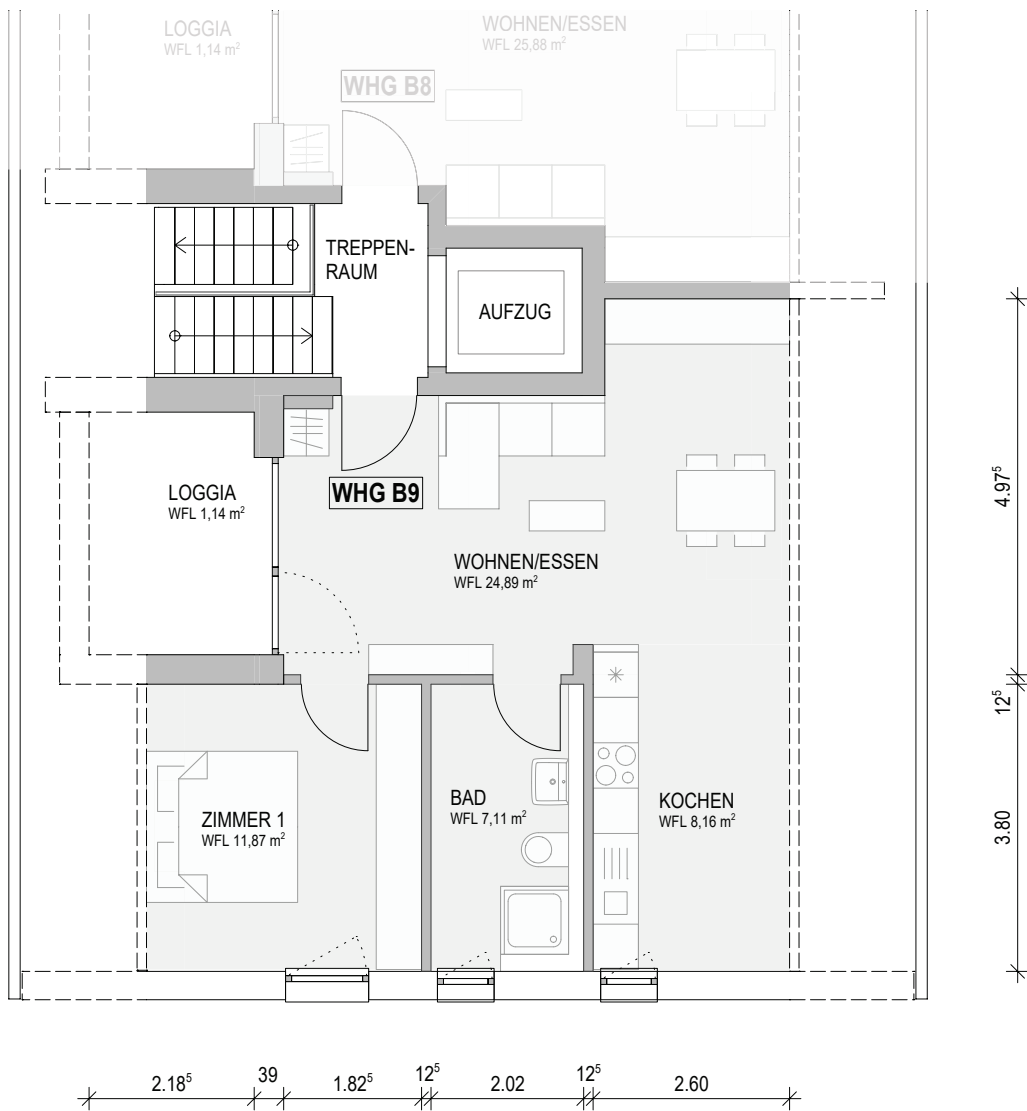 LOGGIA
WFL 1,14 m²
WOHNEN/ESSEN
WFL 25,88 m²
WHG B8
TREPPEN-
RAUM
AUFZUG
LOGGIA
WFL 1,14 m²
WHG B9
WOHNEN/ESSEN
WFL 24,89 m²
ZIMMER 1
WFL 11,87 m²
BAD
WFL 7,11 m²
KOCHEN
WFL 8,16 m²
4.97⁵
12⁵
3.80
2.18⁵
39
1.82⁵
12⁵
2.02
12⁵
2.60